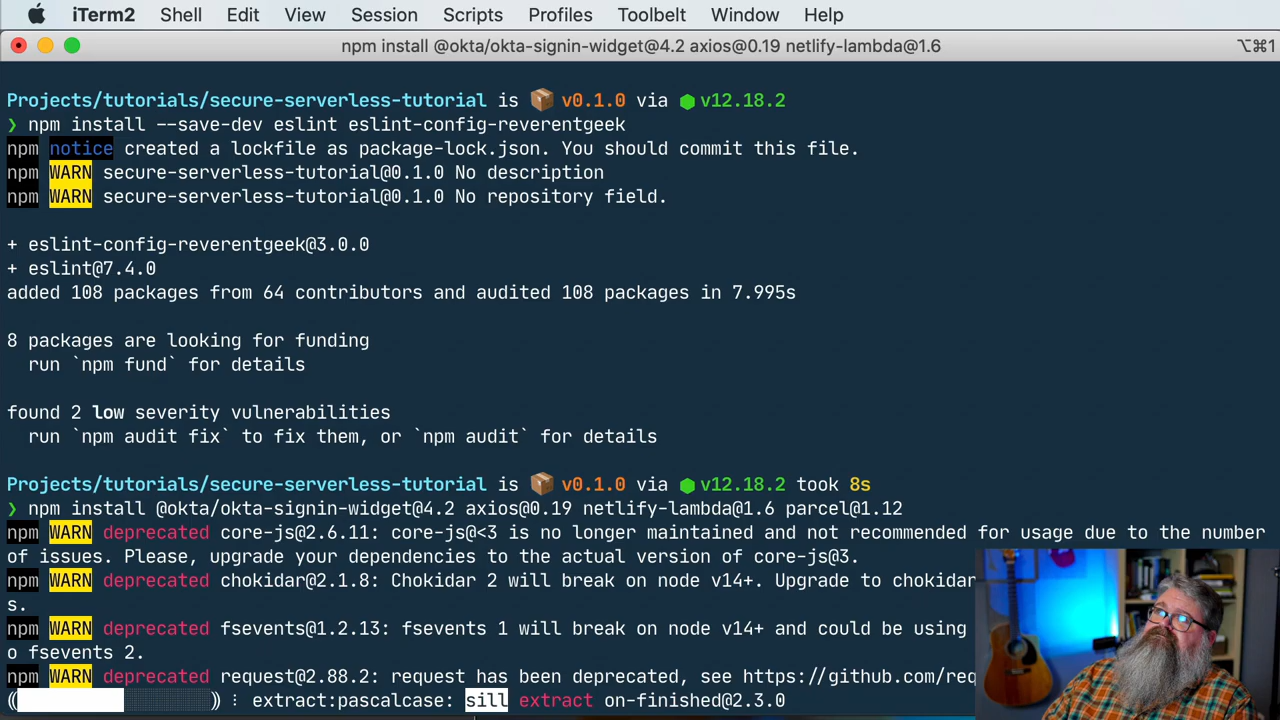 iTerm2 Shell Edit View Session Scripts Profiles Toolbelt Window Help
npm install @okta/okta-signin-widget@4.2 axios@0.19 netlify-lambda@1.6 ⌥⌘1
Projects/tutorials/secure-serverless-tutorial is 📦 v0.1.0 via ⬢ v12.18.2
❯ npm install --save-dev eslint eslint-config-reverentgeek
npm notice created a lockfile as package-lock.json. You should commit this file.
npm WARN secure-serverless-tutorial@0.1.0 No description
npm WARN secure-serverless-tutorial@0.1.0 No repository field.
+ eslint-config-reverentgeek@3.0.0
+ eslint@7.4.0
added 108 packages from 64 contributors and audited 108 packages in 7.995s
8 packages are looking for funding
run `npm fund` for details
found 2 low severity vulnerabilities
run `npm audit fix` to fix them, or `npm audit` for details
Projects/tutorials/secure-serverless-tutorial is 📦 v0.1.0 via ⬢ v12.18.2 took 8s
❯ npm install @okta/okta-signin-widget@4.2 axios@0.19 netlify-lambda@1.6 parcel@1.12
npm WARN deprecated core-js@2.6.11: core-js@<3 is no longer maintained and not recommended for usage due to the number
of issues. Please, upgrade your dependencies to the actual version of core-js@3.
npm WARN deprecated chokidar@2.1.8: Chokidar 2 will break on node v14+. Upgrade to chokidar
s.
npm WARN deprecated fsevents@1.2.13: fsevents 1 will break on node v14+ and could be using
o fsevents 2.
npm WARN deprecated request@2.88.2: request has been deprecated, see https://github.com/req
(( )) ⸽ extract:pascalcase: sill extract on-finished@2.3.0